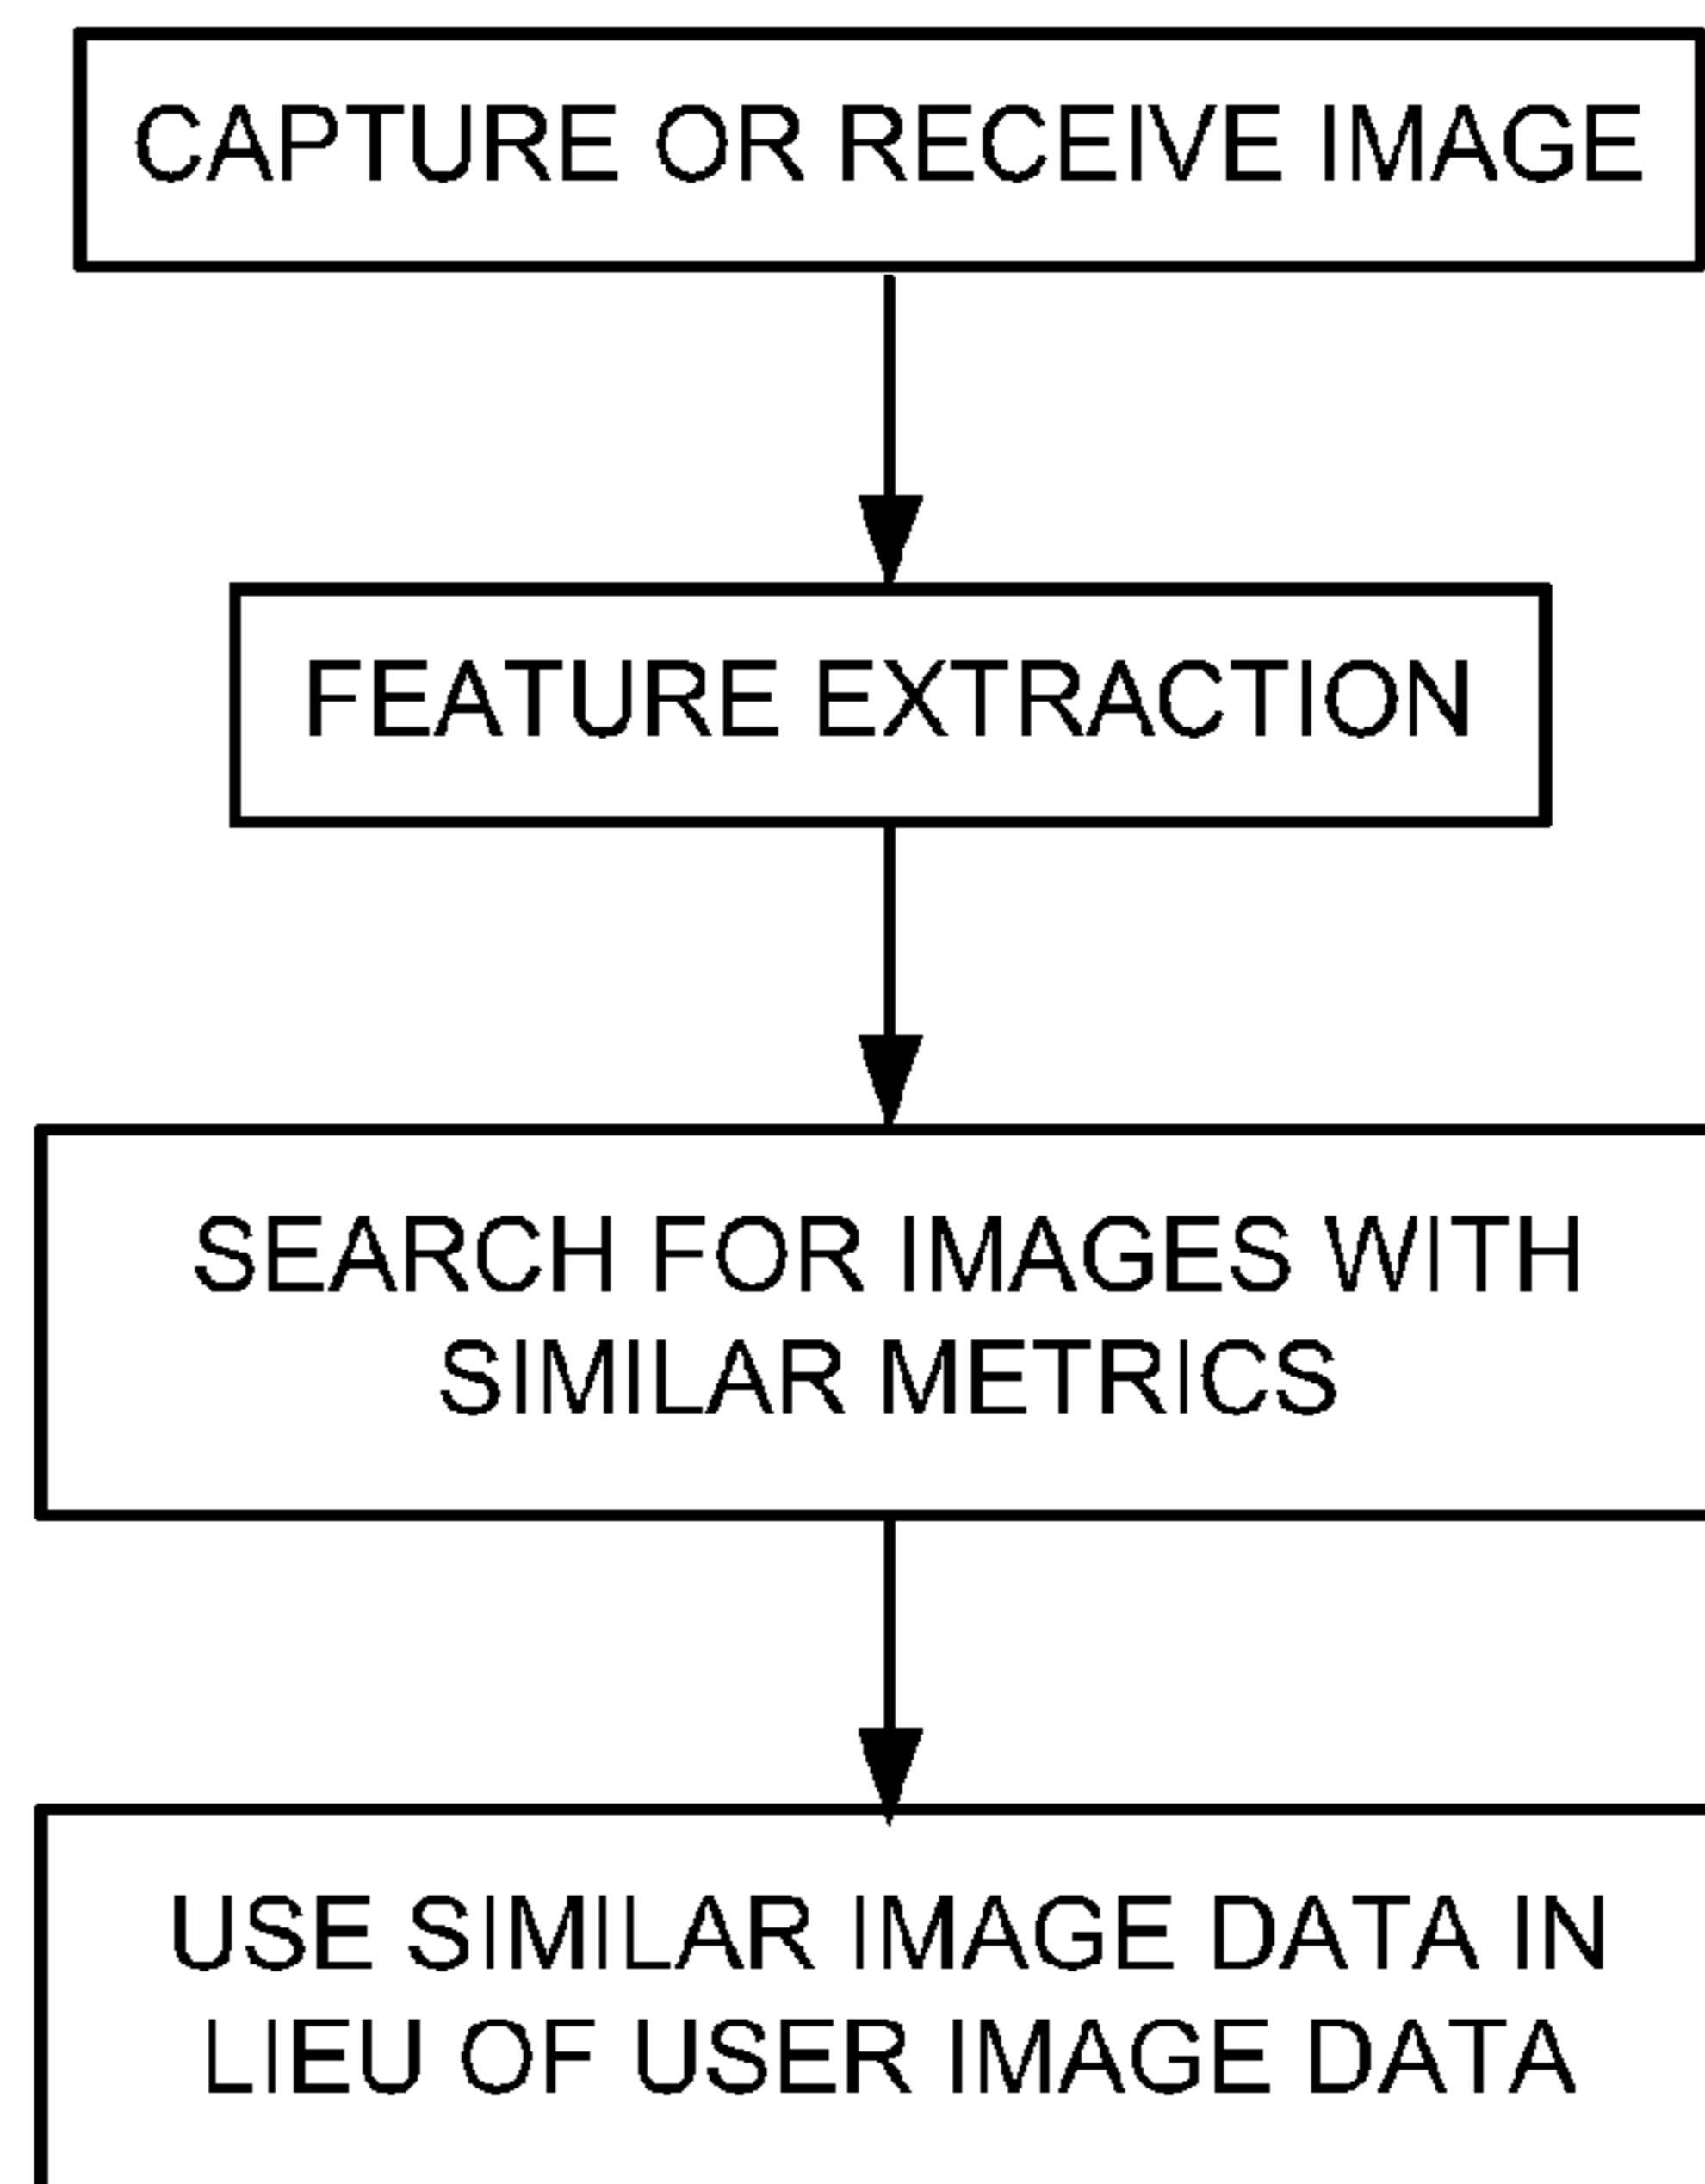 CAPTURE OR RECEIVE IMAGE
FEATURE EXTRACTION
SEARCH FOR IMAGES WITH
SIMILAR METRICS
USE SIMILAR IMAGE DATA IN
LIEU OF USER IMAGE DATA